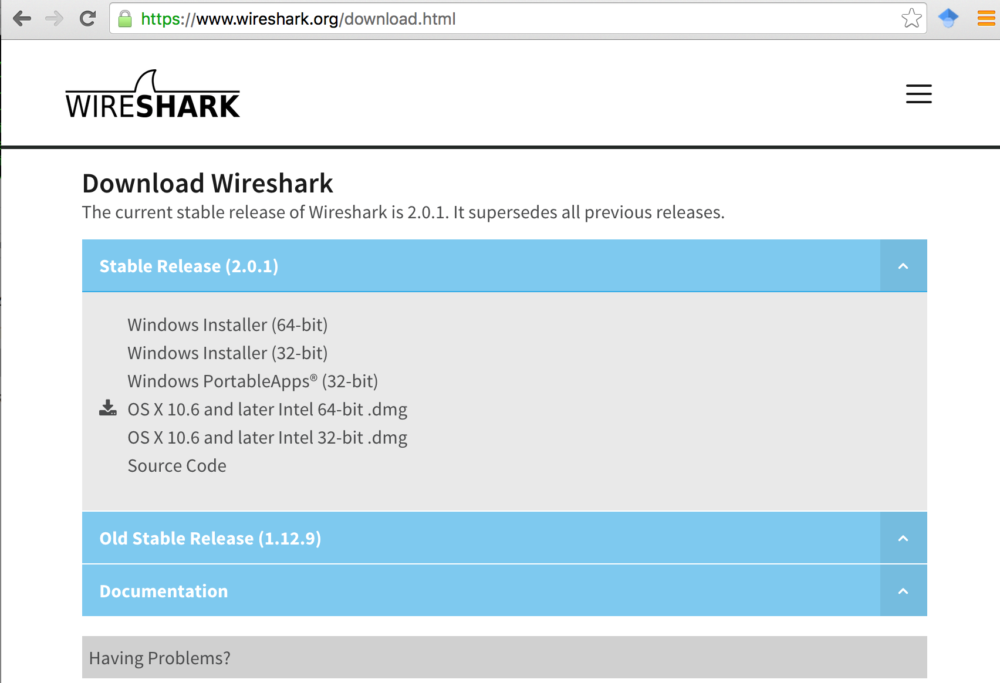 https://www.wireshark.org/download.html
WIRESHARK
Download Wireshark
The current stable release of Wireshark is 2.0.1. It supersedes all previous releases.
Stable Release (2.0.1)
Windows Installer (64-bit)
Windows Installer (32-bit)
Windows PortableApps® (32-bit)
OS X 10.6 and later Intel 64-bit .dmg
OS X 10.6 and later Intel 32-bit .dmg
Source Code
Old Stable Release (1.12.9)
Documentation
Having Problems?